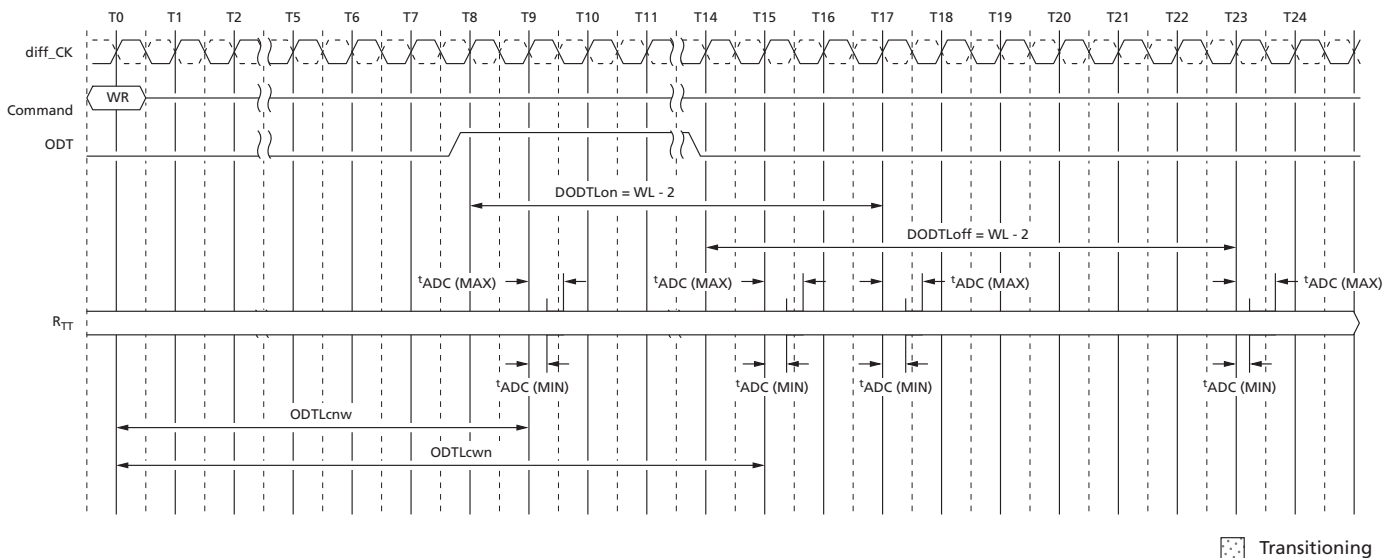 T0 T1 T2 T5 T6 T7 T8 T9 T10 T11 T14 T15 T16 T17 T18 T19 T20 T21 T22 T23 T24
diff_CK
WR
Command
ODT
DODTLon = WL - 2
DODTLoff = WL - 2
tADC (MAX) tADC (MAX) tADC (MAX) tADC (MAX)
RTT
tADC (MIN) tADC (MIN) tADC (MIN) tADC (MIN)
ODTLcnw
ODTLcwn
Transitioning